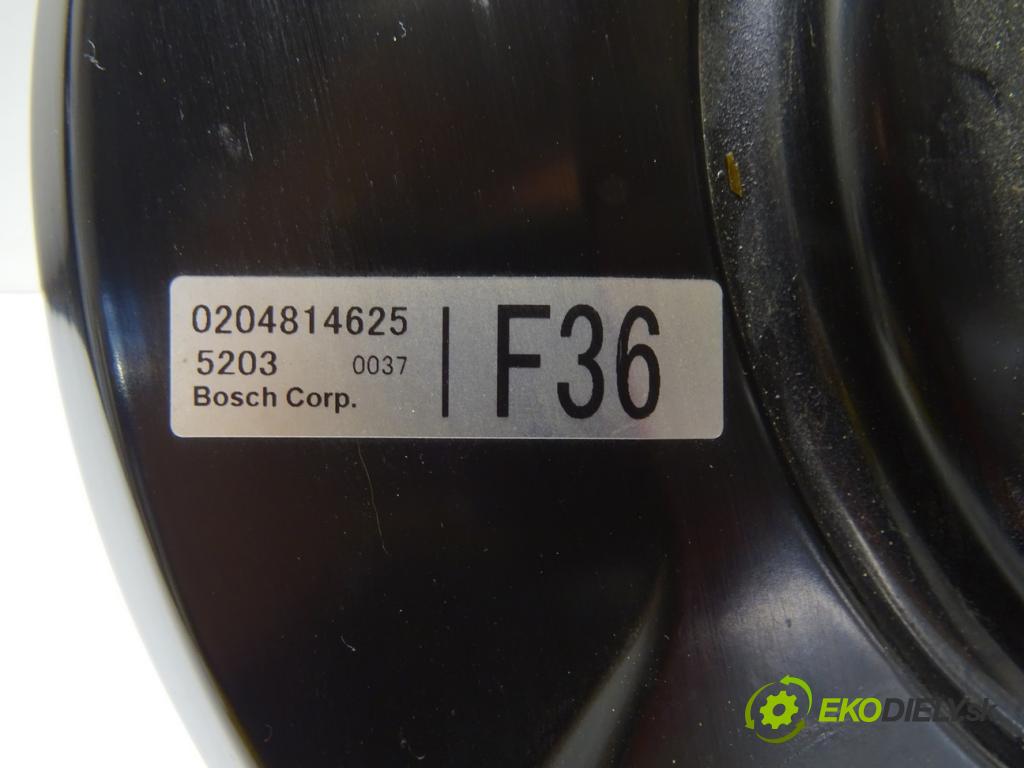 0204814625
5203 0037
Bosch Corp.
F36
EKODIELY.sk